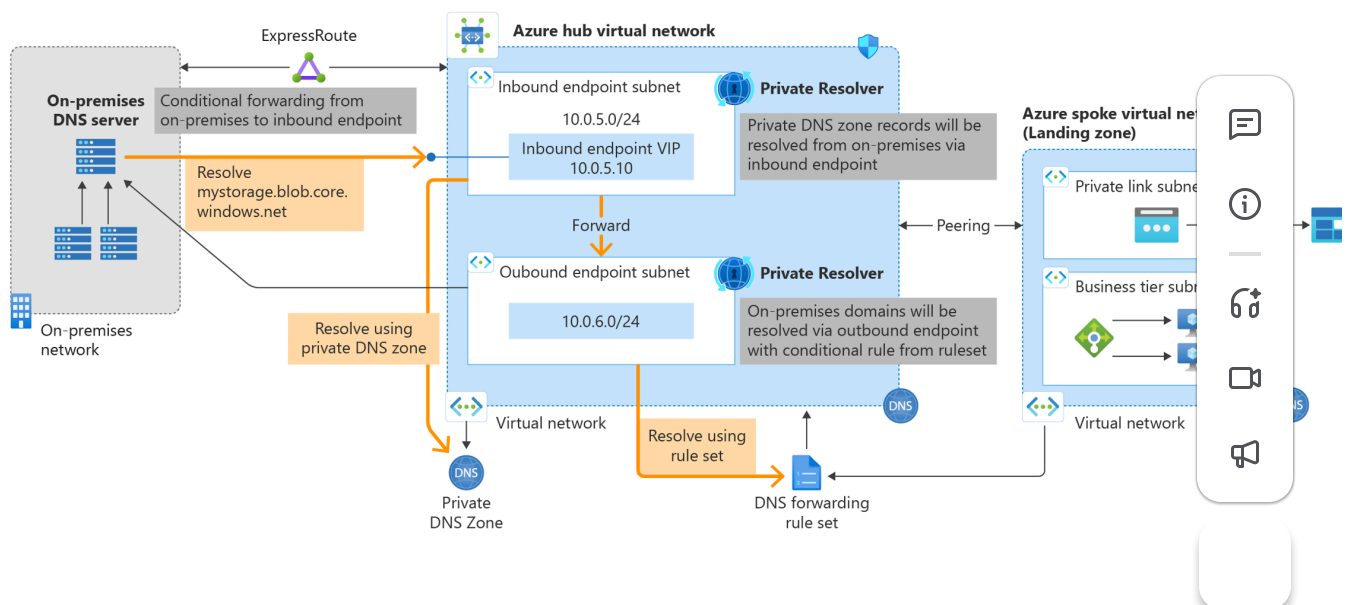 ExpressRoute
Azure hub virtual network
On-premises
DNS server
Conditional forwarding from
on-premises to inbound endpoint
Inbound endpoint subnet
10.0.5.0/24
Inbound endpoint VIP
10.0.5.10
Private Resolver
Private DNS zone records will be
resolved from on-premises via
inbound endpoint
Resolve
mystorage.blob.core.
windows.net
Forward
Oubound endpoint subnet
10.0.6.0/24
Private Resolver
On-premises domains will be
resolved via outbound endpoint
with conditional rule from ruleset
On-premises
network
Resolve using
private DNS zone
Virtual network
DNS
DNS
Private
DNS Zone
Resolve using
rule set
DNS forwarding
rule set
Peering
Azure spoke virtual
(Landing zone)
Private link
Business tier
Virtual network